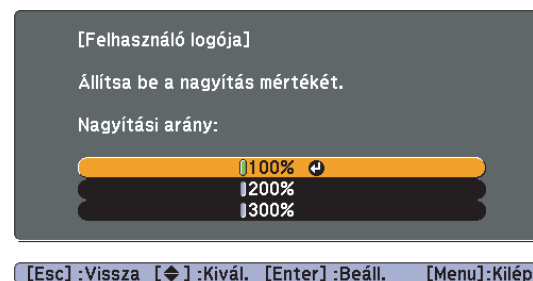 [Felhasználó logója]
Állítsa be a nagyítás mértékét.
Nagyítási arány:
100%
200%
300%
[Esc] :Vissza [◆] :Kivál. [Enter] :Beáll. [Menu]:Kilép